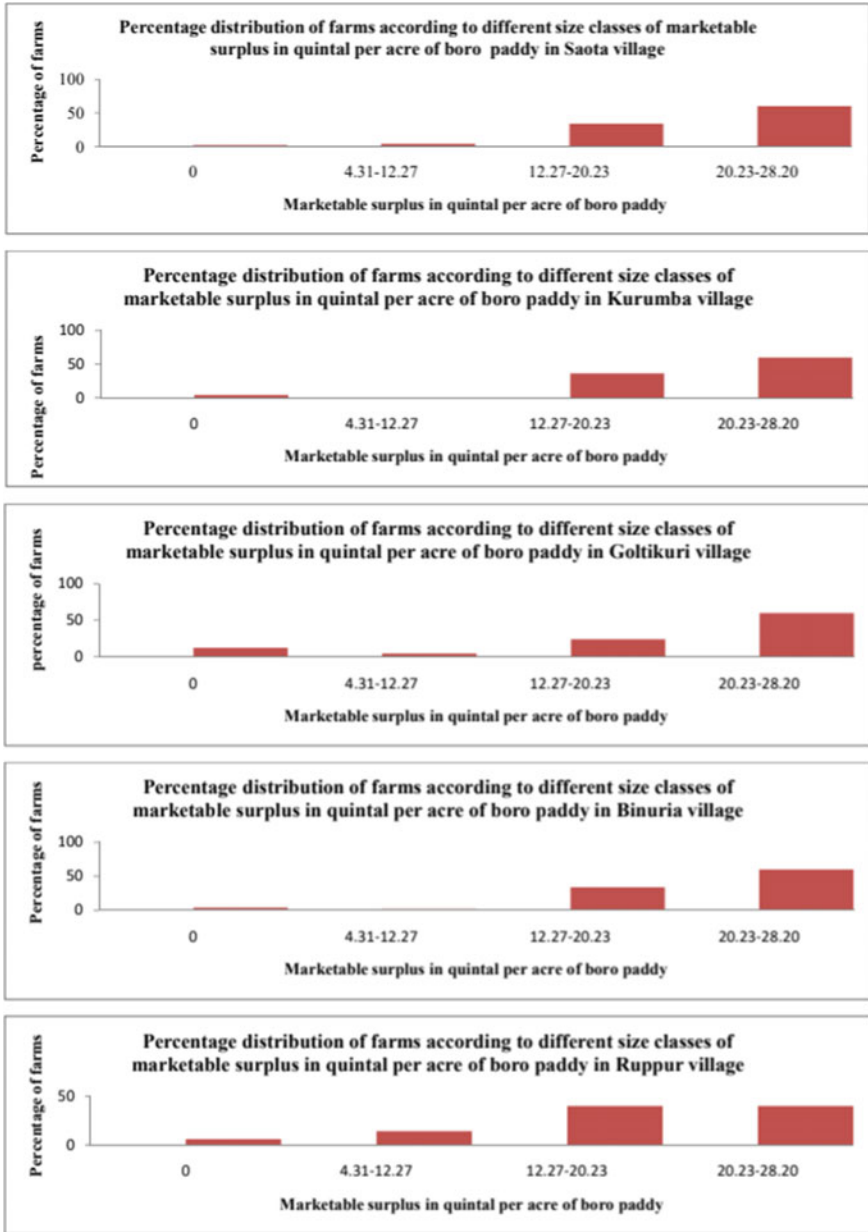 Percentage distribution of farms according to different size classes of marketable
surplus in quintal per acre of boro paddy in Saota village
Percentage of farms
100
50
0
0 4.31-12.27 12.27-20.23 20.23-28.20
Marketable surplus in quintal per acre of boro paddy
Percentage distribution of farms according to different size classes of
marketable surplus in quintal per acre of boro paddy in Kurumba village
Percentage of farms
100
50
0
0 4.31-12.27 12.27-20.23 20.23-28.20
Marketable surplus in quintal per acre of boro paddy
Percentage distribution of farms according to different size classes of
marketable surplus in quintal per acre of boro paddy in Goltikuri village
percentage of farms
100
50
0
0 4.31-12.27 12.27-20.23 20.23-28.20
Marketable surplus in quintal per acre of boro paddy
Percentage distribution of farms according to different size classes of
marketable surplus in quintal per acre of boro paddy in Binuria village
Percentage of farms
100
50
0
0 4.31-12.27 12.27-20.23 20.23-28.20
Marketable surplus in quintal per acre of boro paddy
Percentage distribution of farms according to different size classes of
marketable surplus in quintal per acre of boro paddy in Ruppur village
Percentage of farms
50
0
0 4.31-12.27 12.27-20.23 20.23-28.20
Marketable surplus in quintal per acre of boro paddy